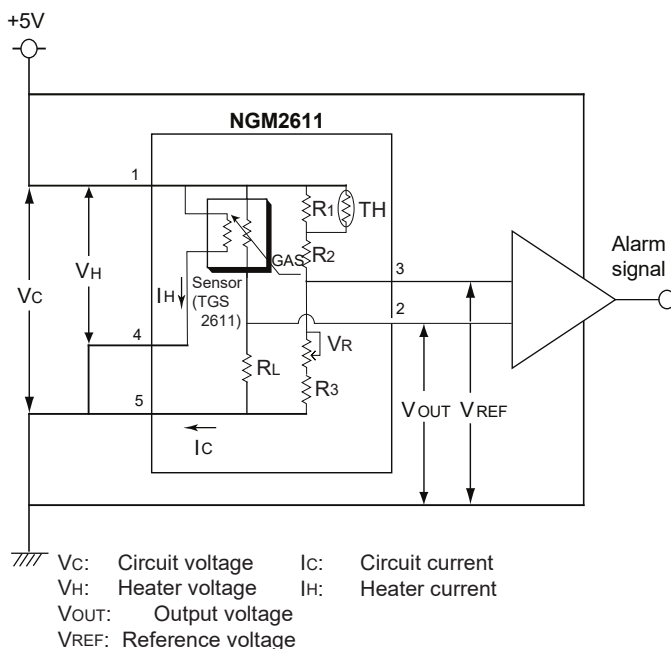 +5V
NGM2611
1
R1
TH
R2
GAS
3
Alarm
signal
VC
VH
IH
Sensor
(TGS
2611)
2
4
VR
RL
R3
5
VOUT
VREF
IC
VC: Circuit voltage IC: Circuit current
VH: Heater voltage IH: Heater current
VOUT: Output voltage
VREF: Reference voltage